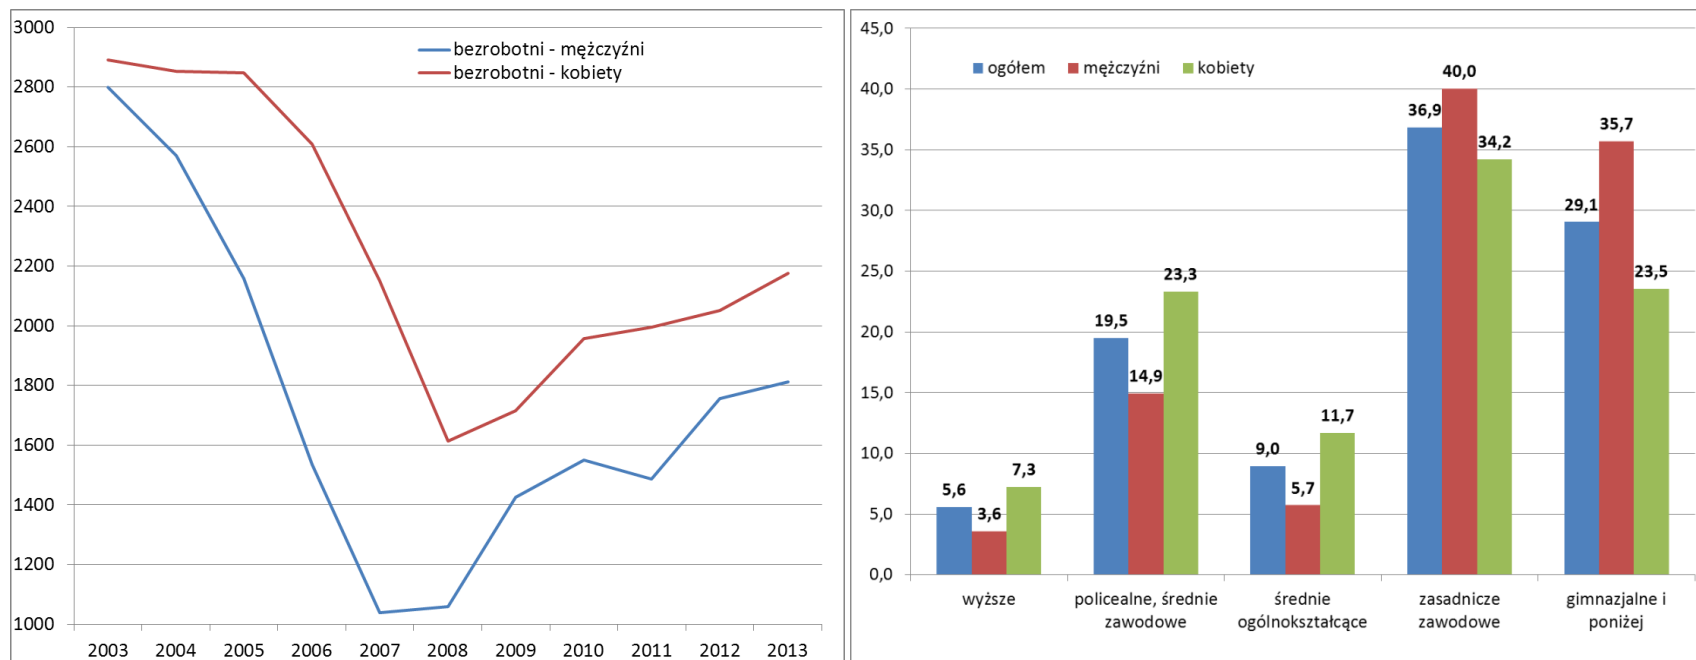 3000
2800
2600
2400
2200
2000
1800
1600
1400
1200
1000
bezrobotni - mężczyźni
bezrobotni - kobiety
2003 2004 2005 2006 2007 2008 2009 2010 2011 2012 2013
45,0
40,0
35,0
30,0
25,0
20,0
15,0
10,0
5,0
0,0
ogółem mężczyźni kobiety
5,6 3,6 7,3
19,5 14,9 23,3
9,0 5,7 11,7
36,9 40,0 34,2
29,1 35,7 23,5
wyższe
policealne, średnie
zawodowe
średnie
ogólnokształcące
zasadnicze
zawodowe
gimnazjalne i
poniżej